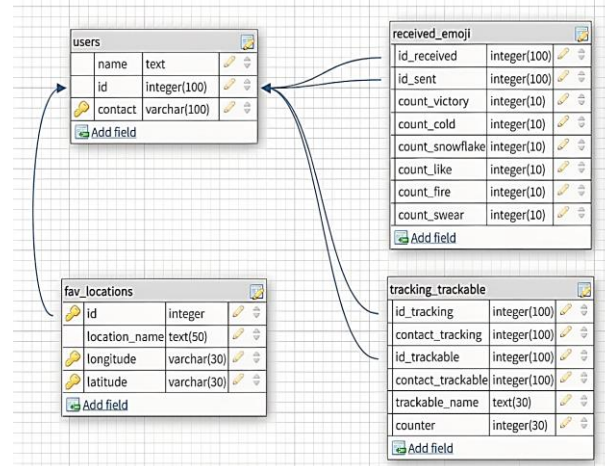 users
name text
id integer(100)
contact varchar(100)
Add field
received_emoji
id_received integer(100)
id_sent integer(100)
count_victory integer(10)
count_cold integer(10)
count_snowflake integer(10)
count_like integer(10)
count_fire integer(10)
count_swear integer(10)
Add field
fav_locations
id integer
location_name text(50)
longitude varchar(30)
latitude varchar(30)
Add field
tracking_trackable
id_tracking integer(100)
contact_tracking integer(100)
id_trackable integer(100)
contact_trackable integer(100)
trackable_name text(30)
counter integer(30)
Add field